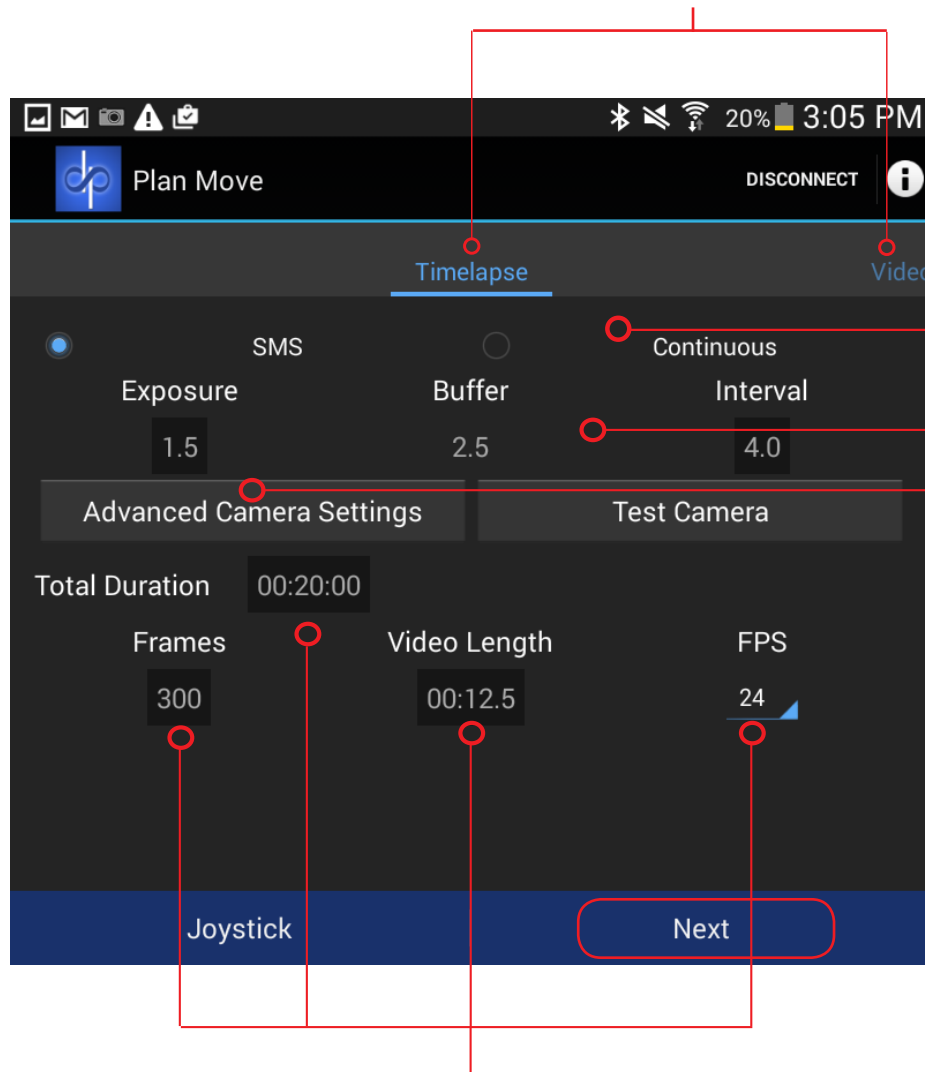 20% 3:05 PM
dp Plan Move DISCONNECT i
Timelapse Video
SMS Continuous
Exposure Buffer Interval
1.5 2.5 4.0
Advanced Camera Settings Test Camera
Total Duration 00:20:00
Frames Video Length FPS
300 00:12.5 24
Joystick Next